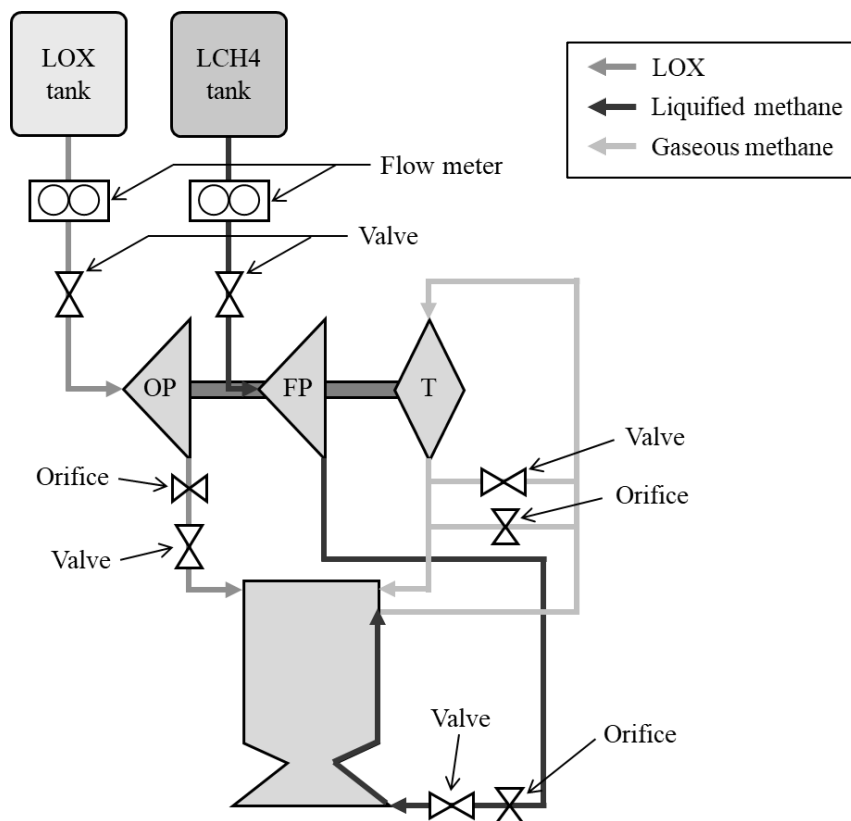 LOX
tank
LCH4
tank
LOX
Liquified methane
Gaseous methane
Flow meter
Valve
OP
FP
T
Valve
Orifice
Orifice
Valve
Valve
Orifice